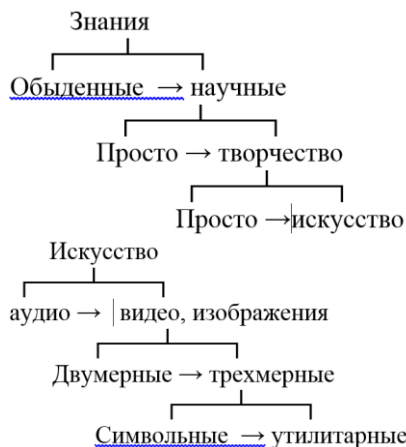 Знания
Обыденные → научные
Просто → творчество
Просто →искусство
Искусство
аудио → видео, изображения
Двумерные → трехмерные
Символьные → утилитарные